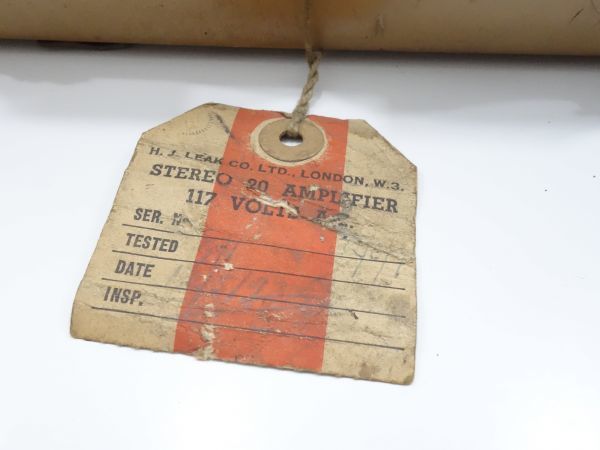 H. J. LEAK CO. LTD., LONDON, W.3.
STEREO 20 AMPLIFIER
117 VOLTS A.C.
SER. No
TESTED
DATE
INSP.